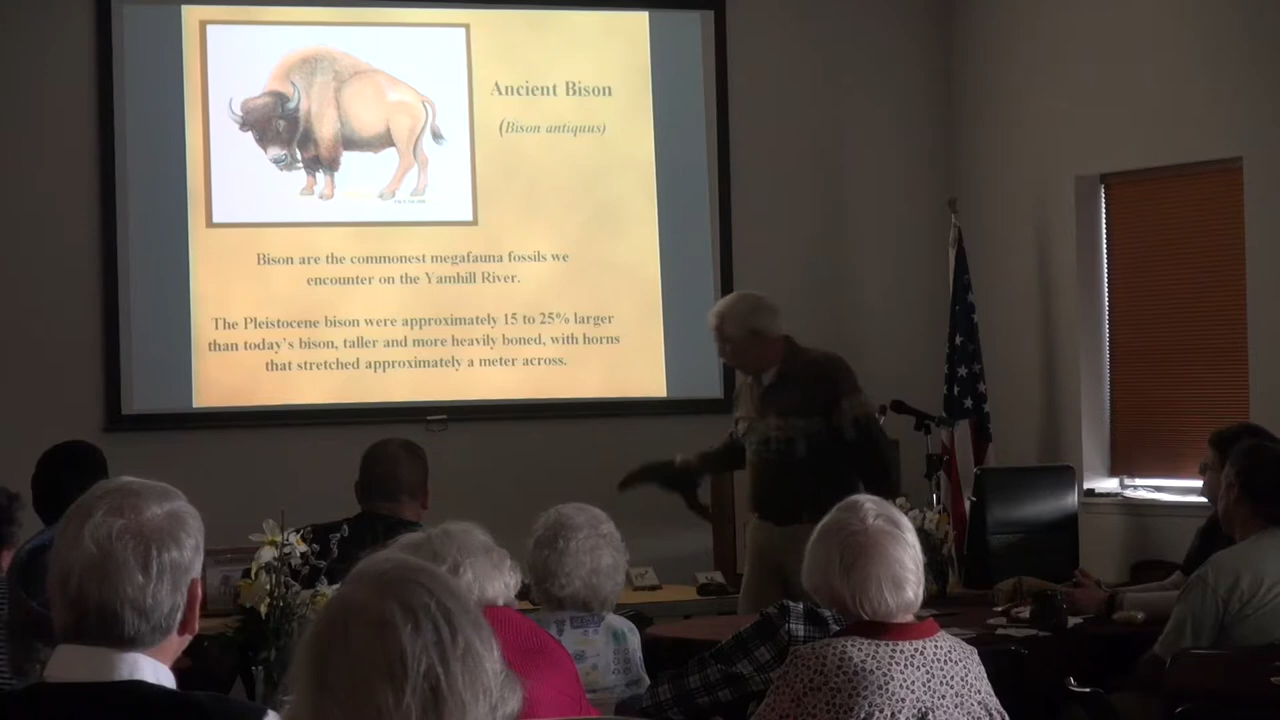 Ancient Bison
(Bison antiquus)
Bison are the commonest megafauna fossils we
encounter on the Yamhill River.
The Pleistocene bison were approximately 15 to 25% larger
than today's bison, taller and more heavily boned, with horns
that stretched approximately a meter across.